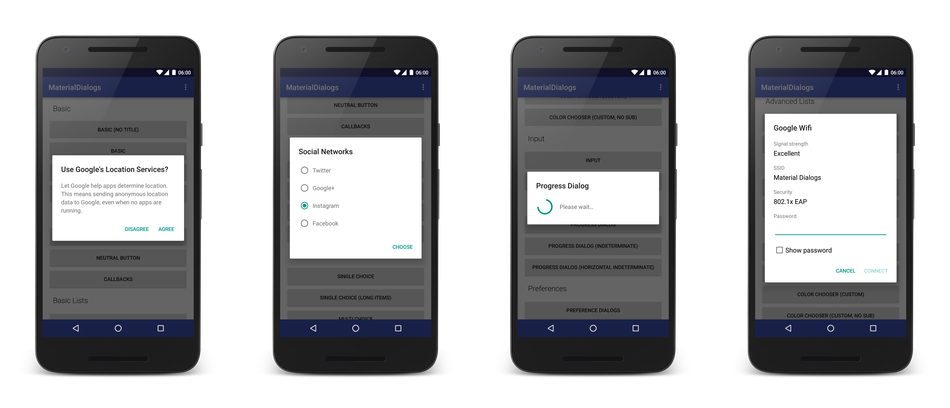 06:00
MaterialDialogs
Basic
BASIC (NO TITLE)
BASIC
Use Google's Location Services?
Let Google help apps determine location.
This means sending anonymous location
data to Google, even when no apps are
running.
DISAGREE AGREE
NEUTRAL BUTTON
CALLBACKS
Basic Lists
06:00
MaterialDialogs
NEUTRAL BUTTON
CALLBACKS
Social Networks
Twitter
Google+
Instagram
Facebook
CHOOSE
SINGLE CHOICE
SINGLE CHOICE (LONG ITEMS)
MULTI CHOICE
06:00
MaterialDialogs
COLOR CHOOSER (CUSTOM, NO SUB)
Input
INPUT
Progress Dialog
Please wait...
PROGRESS DIALOG
PROGRESS DIALOG (INDETERMINATE)
PROGRESS DIALOG (HORIZONTAL INDETERMINATE)
Preferences
PREFERENCE DIALOGS
06:00
MaterialDialogs
Advanced Lists
Google Wifi
Signal strength
Excellent
SSID
Material Dialogs
Security
802.1x EAP
Password
Show password
CANCEL CONNECT
COLOR CHOOSER (CUSTOM)
COLOR CHOOSER (CUSTOM, NO SUB)